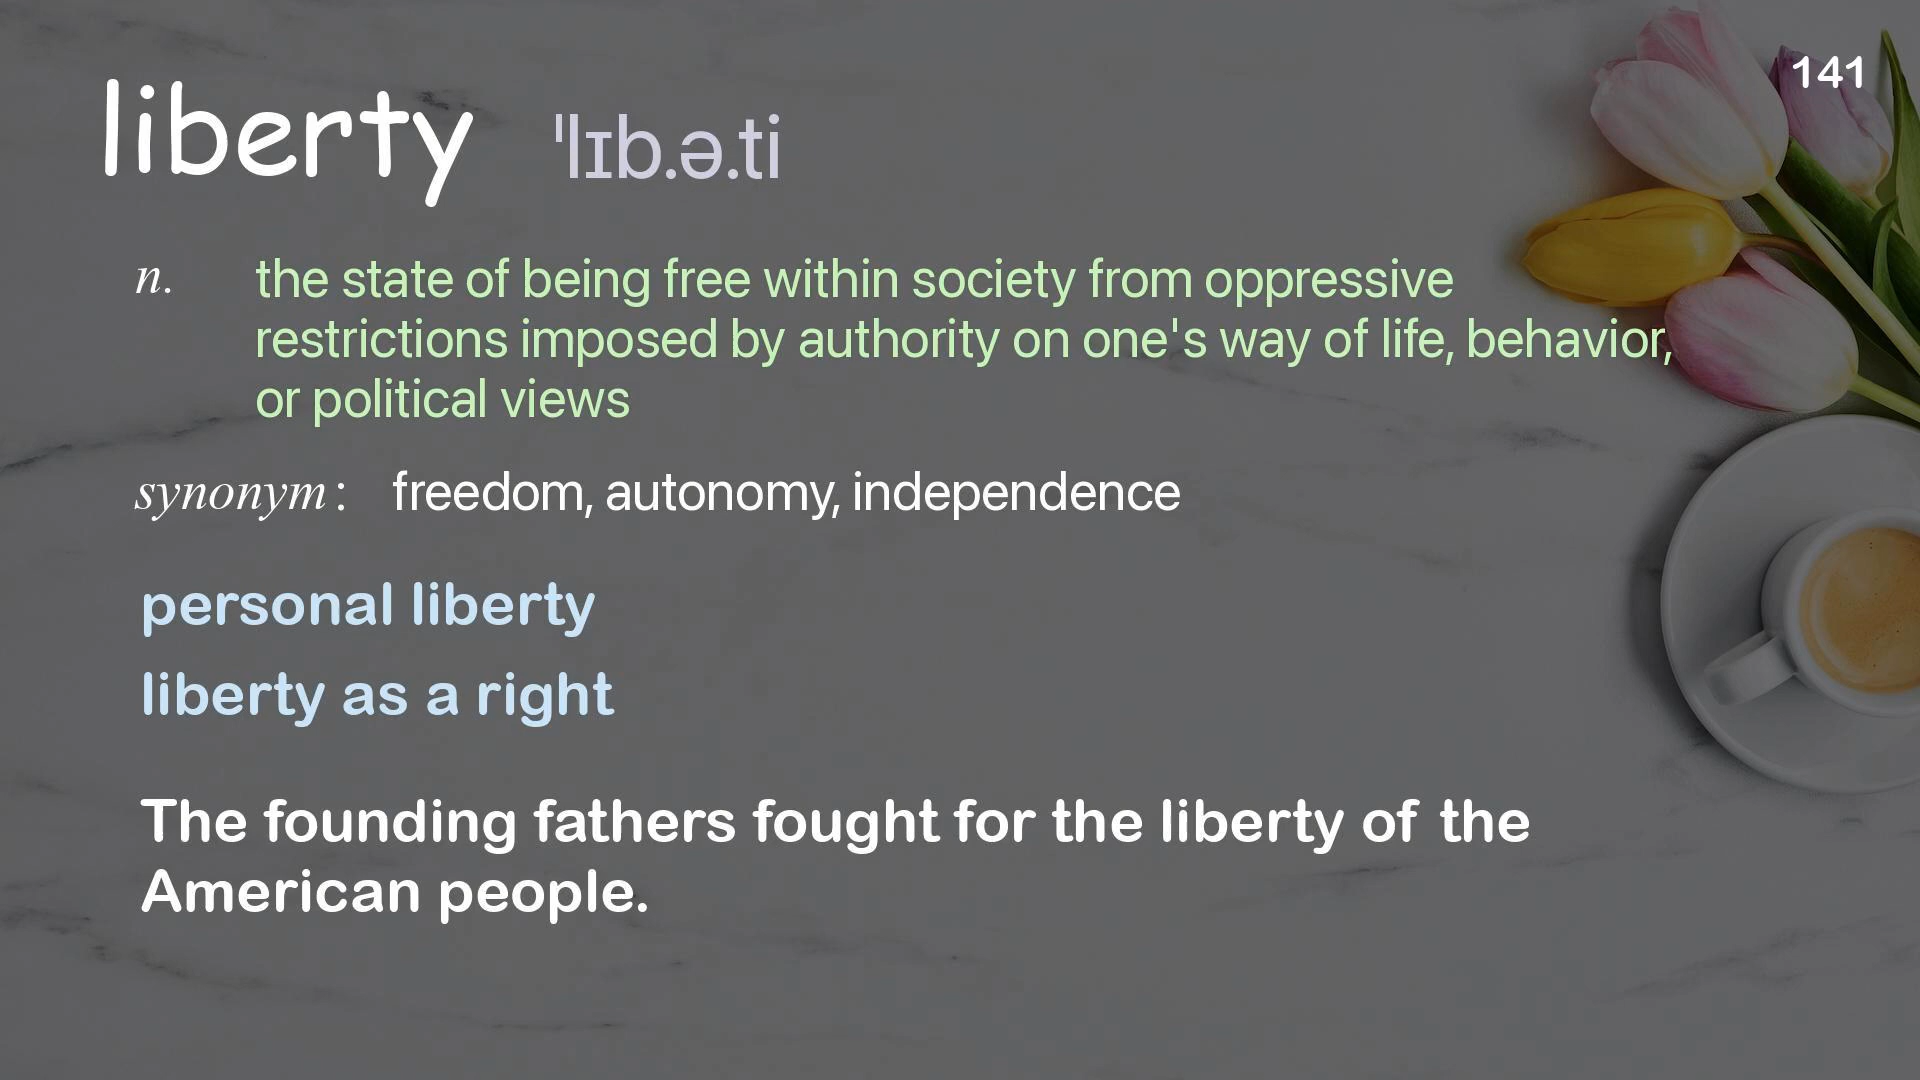 141
liberty ˈlɪb.ə.ti
n. the state of being free within society from oppressive
restrictions imposed by authority on one's way of life, behavior,
or political views
synonym: freedom, autonomy, independence
personal liberty
liberty as a right
The founding fathers fought for the liberty of the
American people.